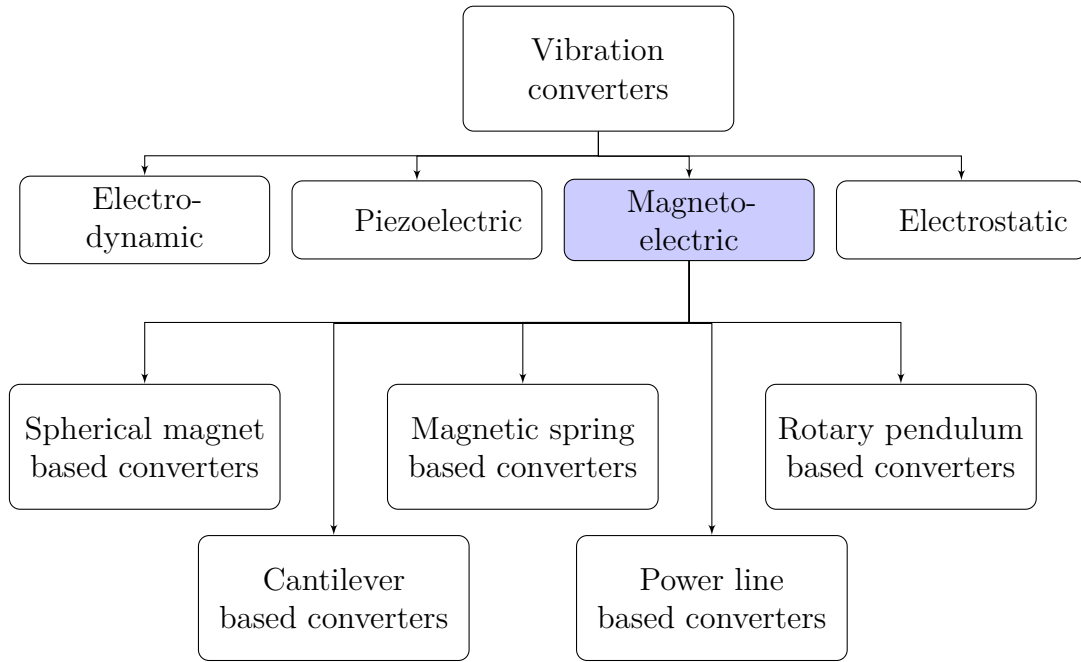 Vibration
converters
Electro-
dynamic
Piezoelectric
Magneto-
electric
Electrostatic
Spherical magnet
based converters
Magnetic spring
based converters
Rotary pendulum
based converters
Cantilever
based converters
Power line
based converters